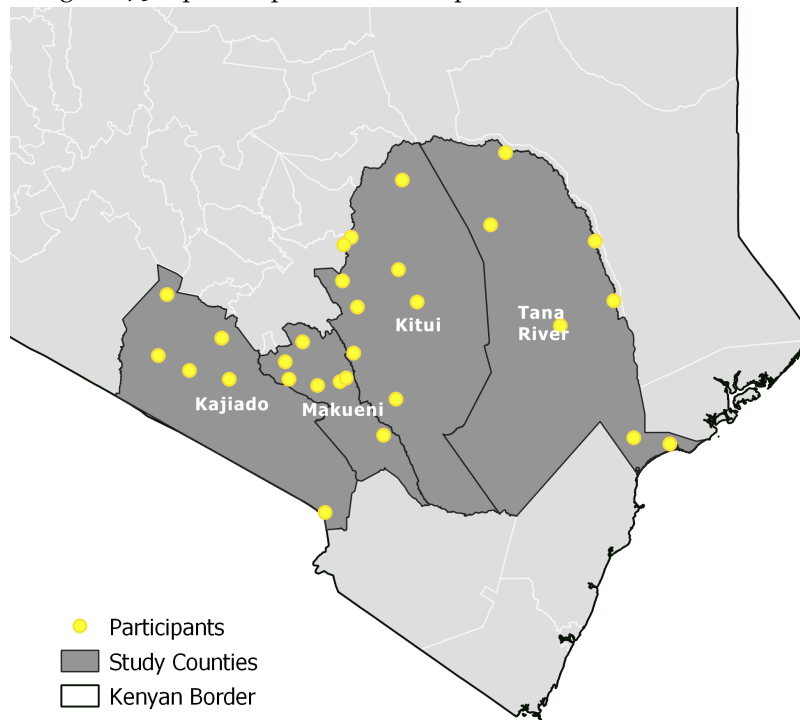 Tana
River
Kitui
Kajiado
Makueni
Participants
Study Counties
Kenyan Border